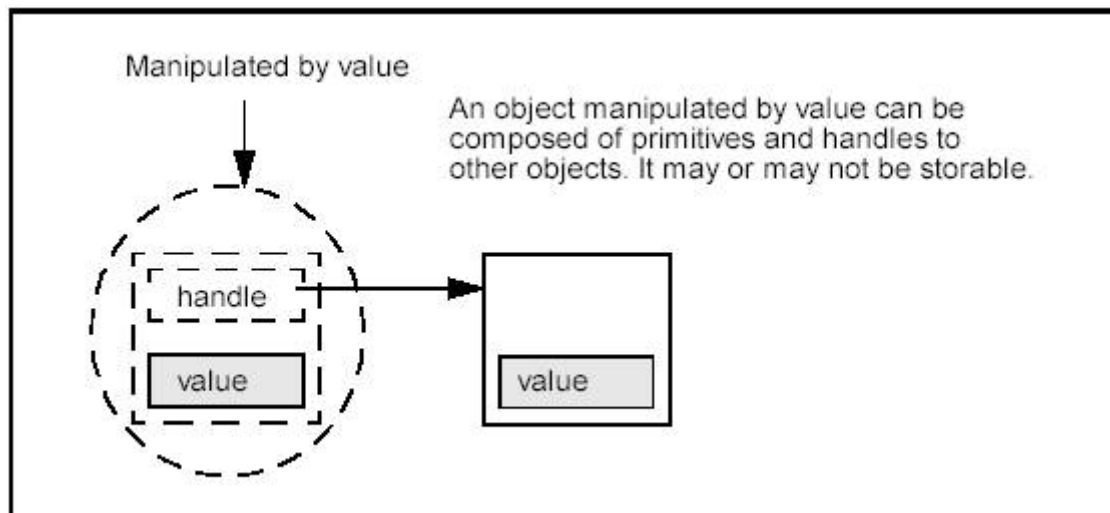 Manipulated by value
An object manipulated by value can be
composed of primitives and handles to
other objects. It may or may not be storable.
handle
value
value